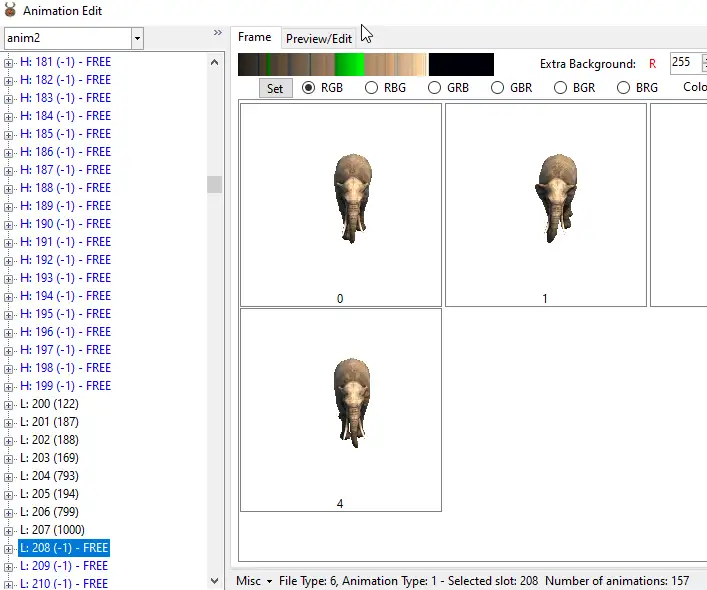 Animation Edit
anim2
»
Frame
Preview/Edit
Extra Background:
R
255
Set
RGB
RBG
GRB
GBR
BGR
BRG
Colo
H: 181 (-1) - FREE
H: 182 (-1) - FREE
H: 183 (-1) - FREE
H: 184 (-1) - FREE
H: 185 (-1) - FREE
H: 186 (-1) - FREE
H: 187 (-1) - FREE
H: 188 (-1) - FREE
H: 189 (-1) - FREE
H: 190 (-1) - FREE
H: 191 (-1) - FREE
H: 192 (-1) - FREE
H: 193 (-1) - FREE
H: 194 (-1) - FREE
H: 195 (-1) - FREE
H: 196 (-1) - FREE
H: 197 (-1) - FREE
H: 198 (-1) - FREE
H: 199 (-1) - FREE
L: 200 (122)
L: 201 (187)
L: 202 (188)
L: 203 (169)
L: 204 (793)
L: 205 (194)
L: 206 (799)
L: 207 (1000)
L: 208 (-1) - FREE
L: 209 (-1) - FREE
L: 210 (-1) - FREE
0
1
4
Misc
File Type: 6, Animation Type: 1 - Selected slot: 208 Number of animations: 157